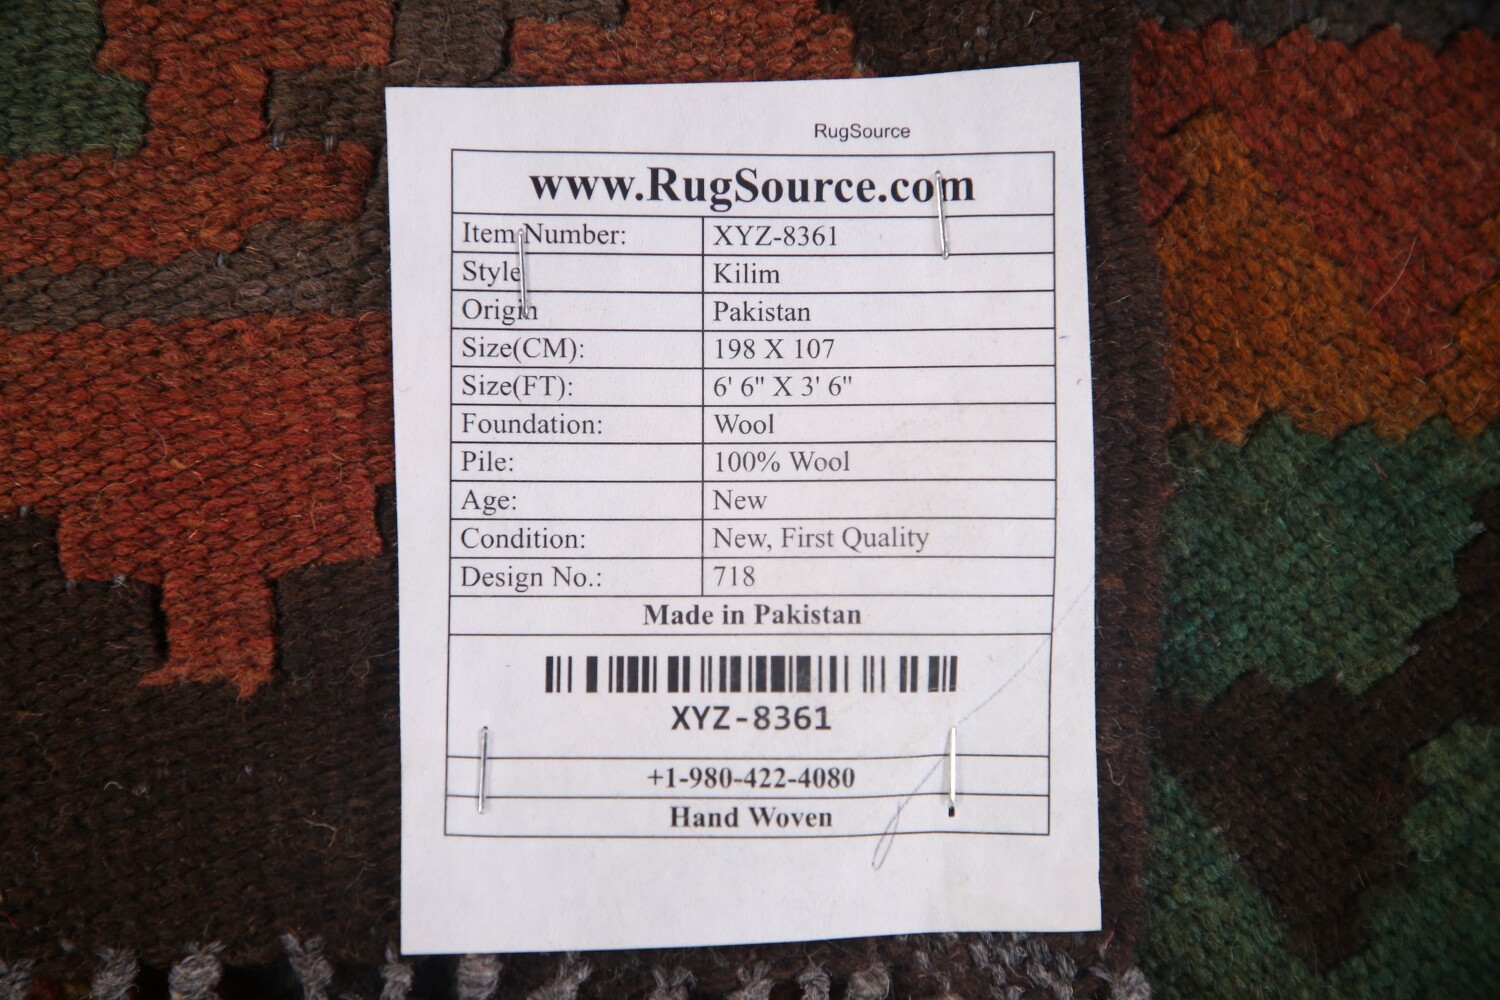 RugSource
www.RugSource.com
Item Number: XYZ-8361
Style Kilim
Origin Pakistan
Size(CM): 198 X 107
Size(FT): 6' 6" X 3' 6"
Foundation: Wool
Pile: 100% Wool
Age: New
Condition: New, First Quality
Design No.: 718
Made in Pakistan
XYZ-8361
+1-980-422-4080
Hand Woven